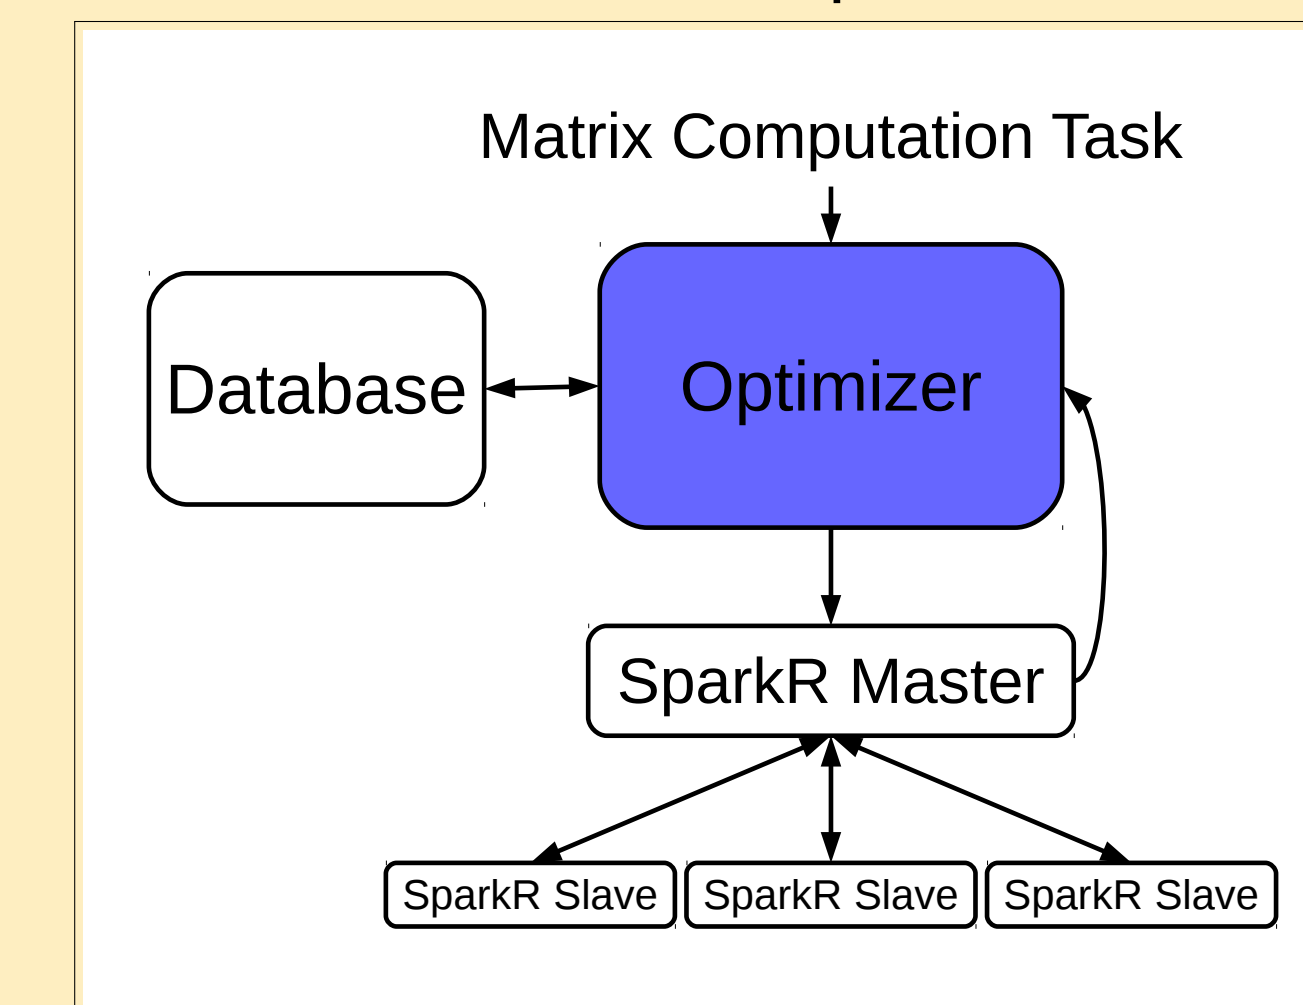 Matrix Computation Task
Database
Optimizer
SparkR Master
SparkR Slave
SparkR Slave
SparkR Slave